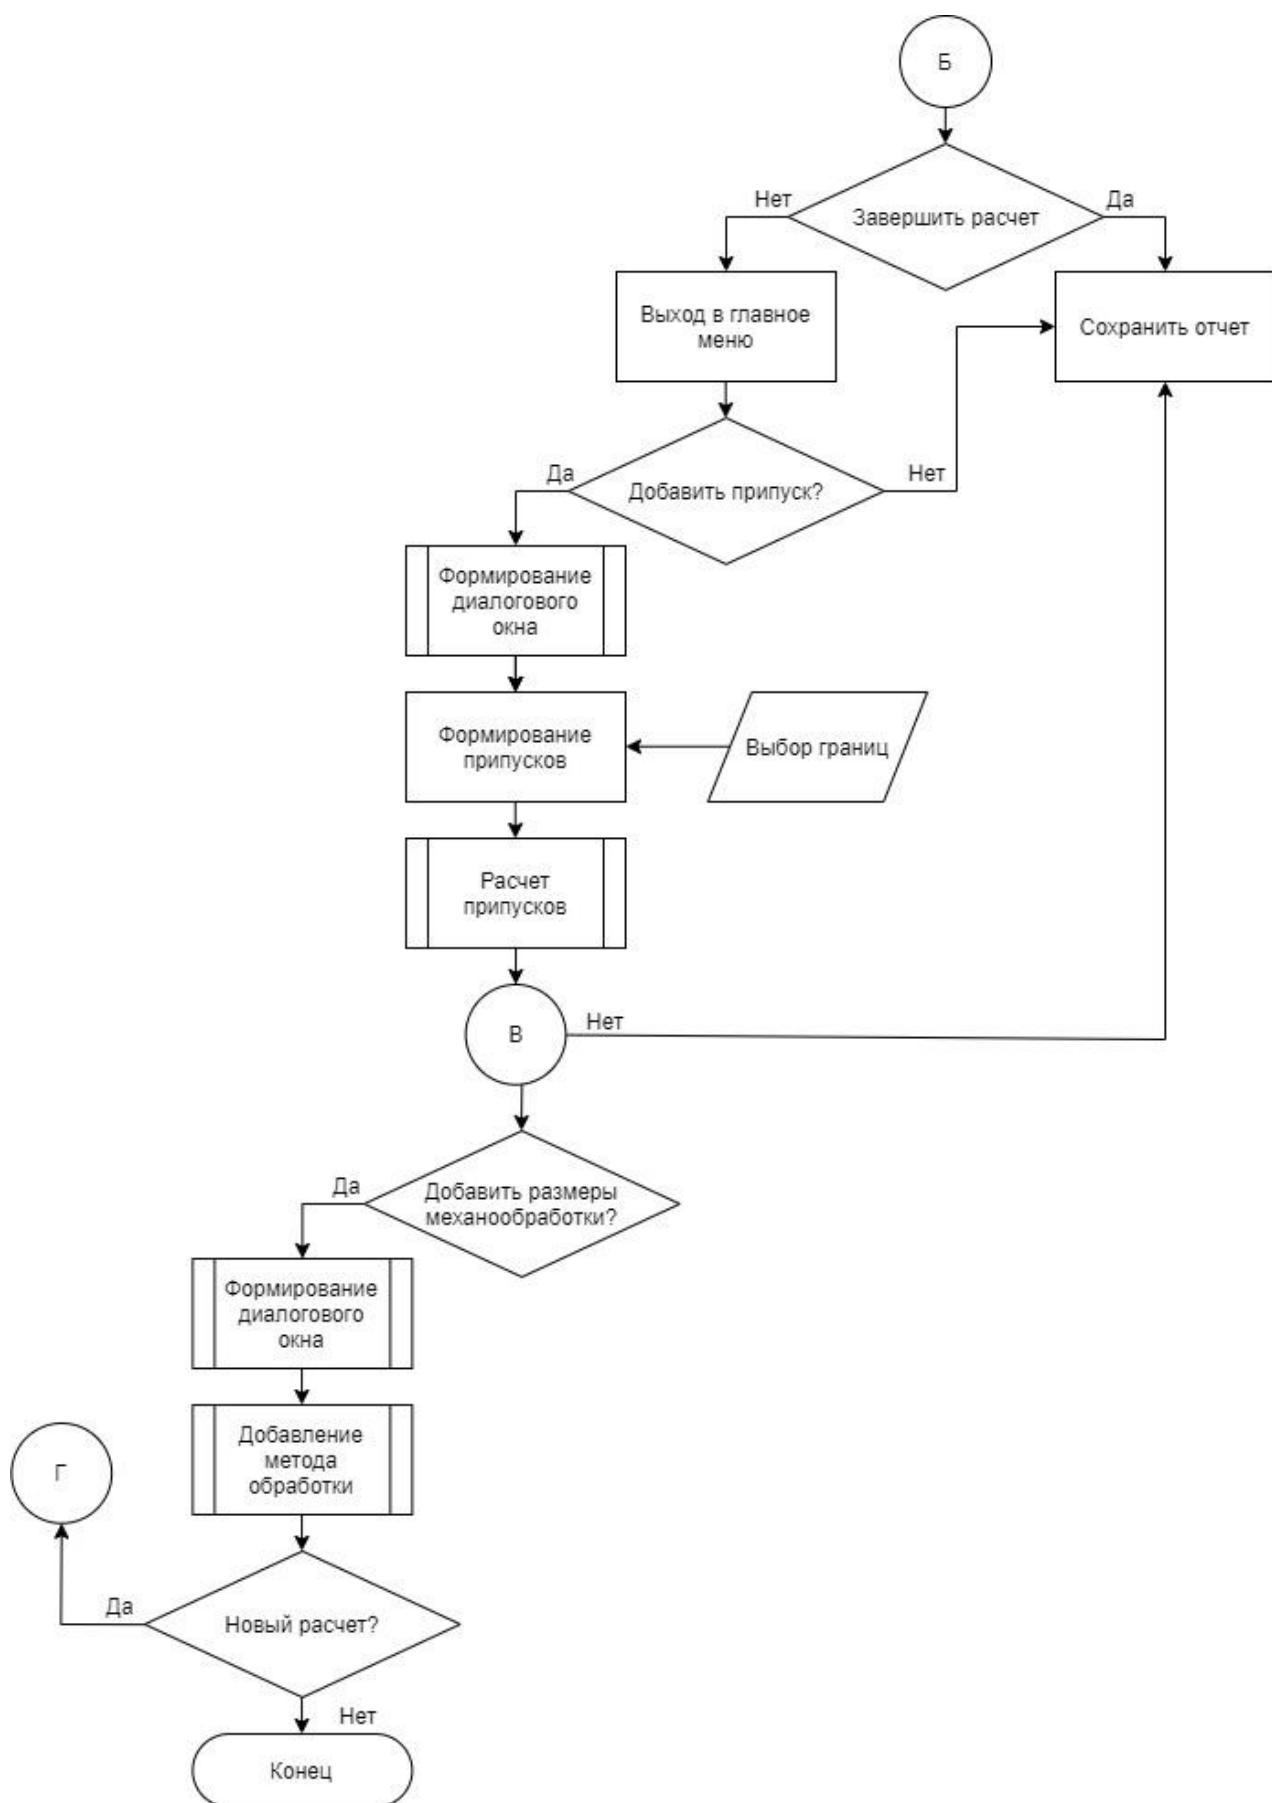 Б
Завершить расчет
Нет
Да
Выход в главное
меню
Сохранить отчет
Добавить припуск?
Да
Нет
Формирование
диалогового
окна
Формирование
припусков
Выбор границ
Расчет
припусков
В
Нет
Добавить размеры
механообработки?
Да
Формирование
диалогового
окна
Добавление
метода
обработки
Г
Новый расчет?
Да
Нет
Конец